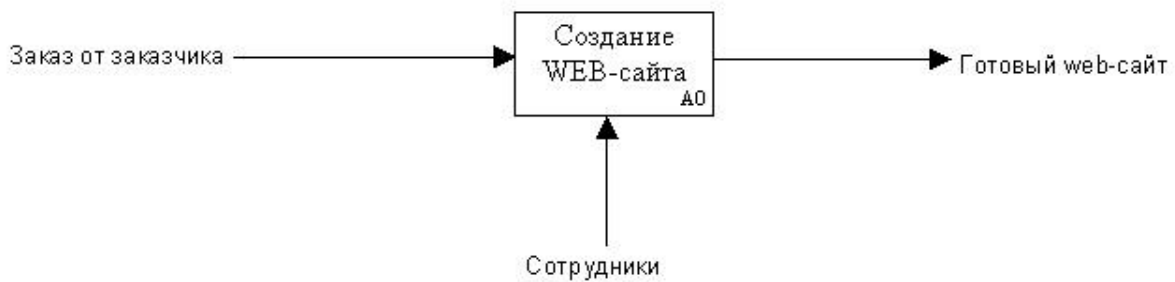 Создание
Заказ от заказчика
WEB-сайта
Готовый web-сайт
A0
Сотрудники